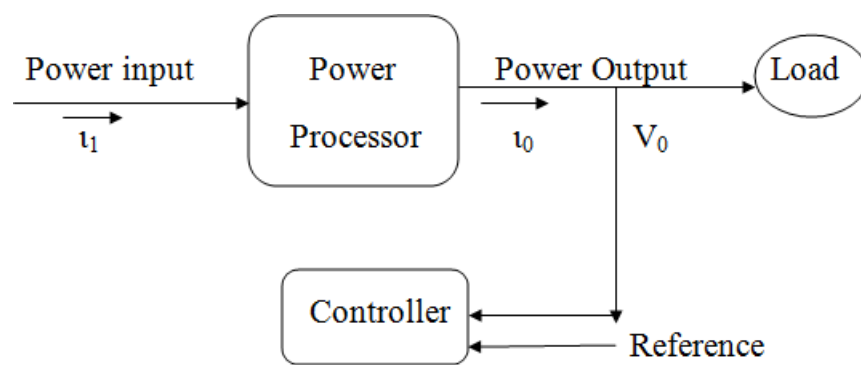 Power input
ι₁
Power
Processor
Power Output
ι₀
V₀
Load
Controller
Reference